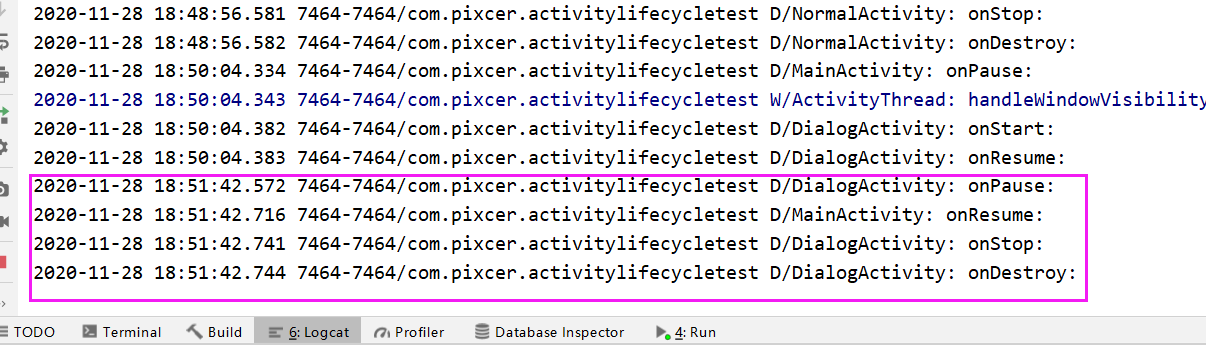 2020-11-28 18:48:56.581 7464-7464/com.pixcer.activitylifecycletest D/NormalActivity: onStop:
2020-11-28 18:48:56.582 7464-7464/com.pixcer.activitylifecycletest D/NormalActivity: onDestroy:
2020-11-28 18:50:04.334 7464-7464/com.pixcer.activitylifecycletest D/MainActivity: onPause:
2020-11-28 18:50:04.343 7464-7464/com.pixcer.activitylifecycletest W/ActivityThread: handleWindowVisibility
2020-11-28 18:50:04.382 7464-7464/com.pixcer.activitylifecycletest D/DialogActivity: onStart:
2020-11-28 18:50:04.383 7464-7464/com.pixcer.activitylifecycletest D/DialogActivity: onResume:
2020-11-28 18:51:42.572 7464-7464/com.pixcer.activitylifecycletest D/DialogActivity: onPause:
2020-11-28 18:51:42.716 7464-7464/com.pixcer.activitylifecycletest D/MainActivity: onResume:
2020-11-28 18:51:42.741 7464-7464/com.pixcer.activitylifecycletest D/DialogActivity: onStop:
2020-11-28 18:51:42.744 7464-7464/com.pixcer.activitylifecycletest D/DialogActivity: onDestroy:
TODO Terminal Build 6: Logcat Profiler Database Inspector 4: Run